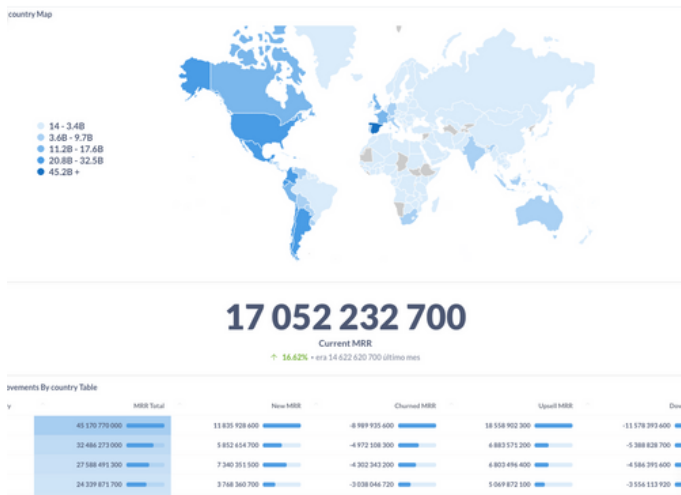 country Map
14 - 3.4B
3.6B - 9.7B
11.2B - 17.6B
20.8B - 32.5B
45.2B +
17 052 232 700
Current MRR
↑ 16.62% • era 14 622 620 700 último mes
ovements By country Table
y MRR Total New MRR Churned MRR Upsell MRR Dow
45 170 770 000 11 835 928 600 -8 989 935 600 18 558 902 300 -11 578 393 600
32 486 273 000 5 852 614 700 -4 972 108 300 6 883 571 200 -5 388 828 700
27 588 491 300 7 340 351 500 -4 302 343 200 6 803 496 400 -4 586 391 600
24 339 871 700 3 768 360 700 -3 038 046 720 5 069 872 100 -3 556 113 920